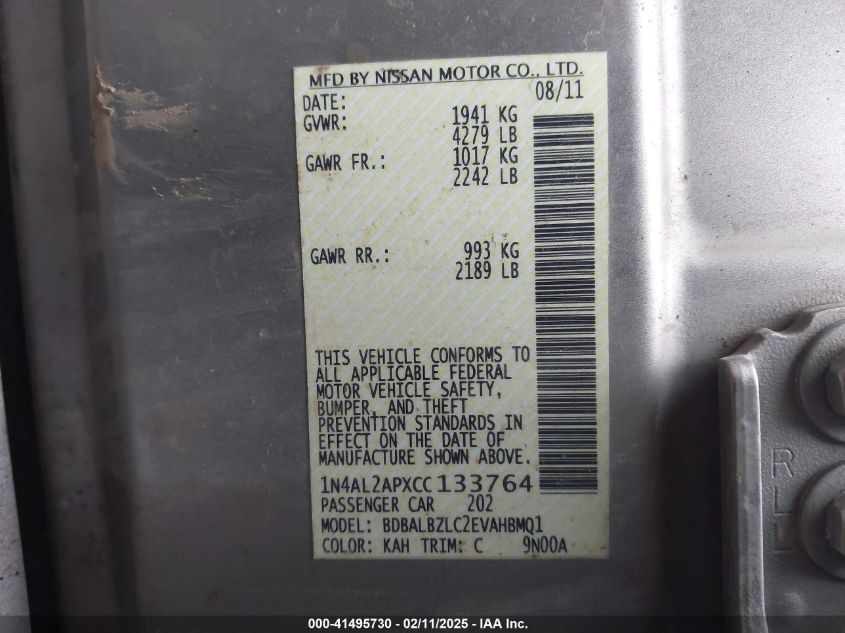 MFD BY NISSAN MOTOR CO., LTD.
DATE: 08/11
GVWR: 1941 KG
4279 LB
GAWR FR.: 1017 KG
2242 LB
GAWR RR.: 993 KG
2189 LB
THIS VEHICLE CONFORMS TO
ALL APPLICABLE FEDERAL
MOTOR VEHICLE SAFETY,
BUMPER, AND THEFT
PREVENTION STANDARDS IN
EFFECT ON THE DATE OF
MANUFACTURE SHOWN ABOVE.
1N4AL2APXCC133764
PASSENGER CAR 202
MODEL: BDBALBZLC2EVAHBMQ1
COLOR: KAH TRIM: C 9N00A
RLL
000-41495730 - 02/11/2025 - IAA Inc.